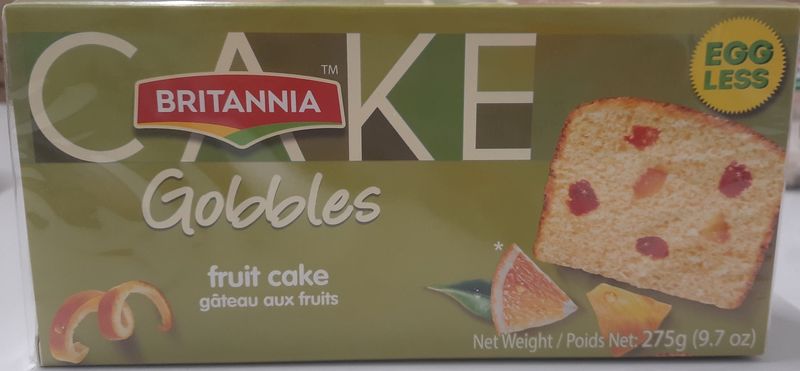 CAKE
BRITANNIA
TM
EGG
LESS
Gobbles
fruit cake
gâteau aux fruits
*
Net Weight / Poids Net: 275g (9.7 oz)